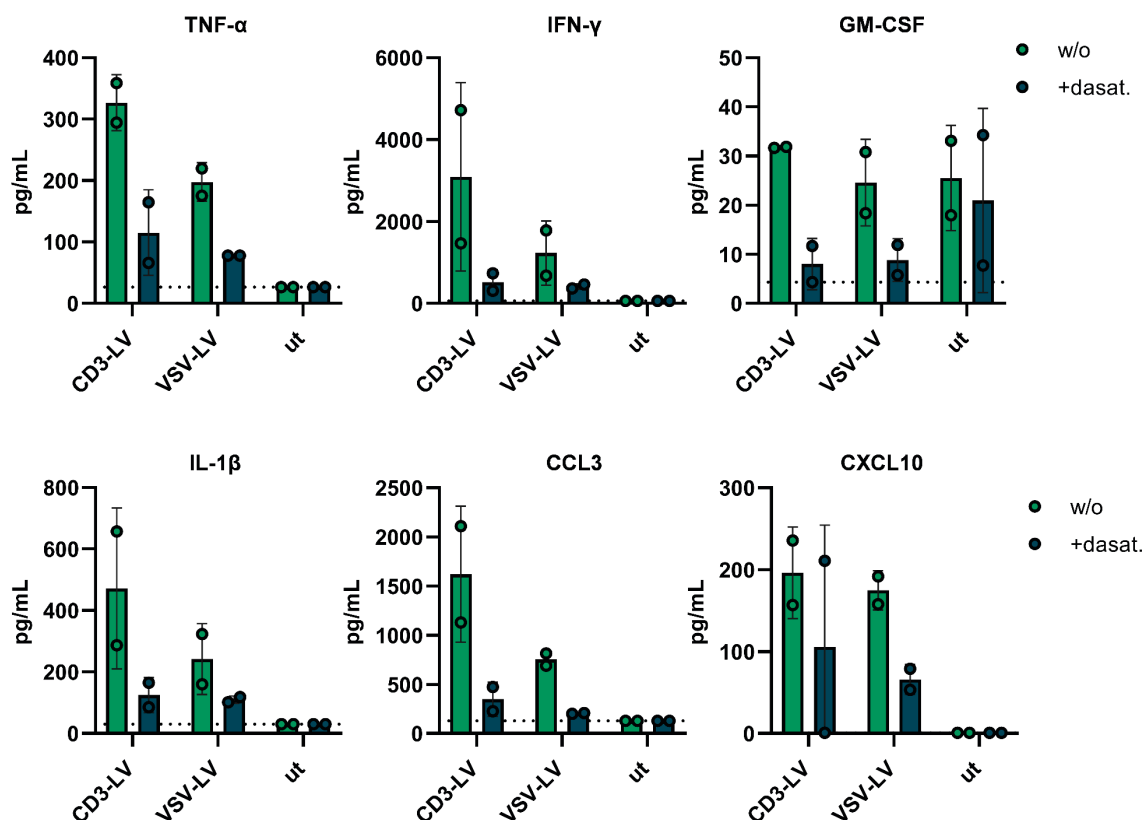 TNF-α
400
300
200
100
0
pg/mL
CD3-LV
VSV-LV
ut
IFN-γ
6000
4000
2000
0
pg/mL
CD3-LV
VSV-LV
ut
GM-CSF
50
40
30
20
10
0
pg/mL
CD3-LV
VSV-LV
ut
w/o
+dasat.
IL-1β
800
600
400
200
0
pg/mL
CD3-LV
VSV-LV
ut
CCL3
2500
2000
1500
1000
500
0
pg/mL
CD3-LV
VSV-LV
ut
CXCL10
300
200
100
0
pg/mL
CD3-LV
VSV-LV
ut
w/o
+dasat.